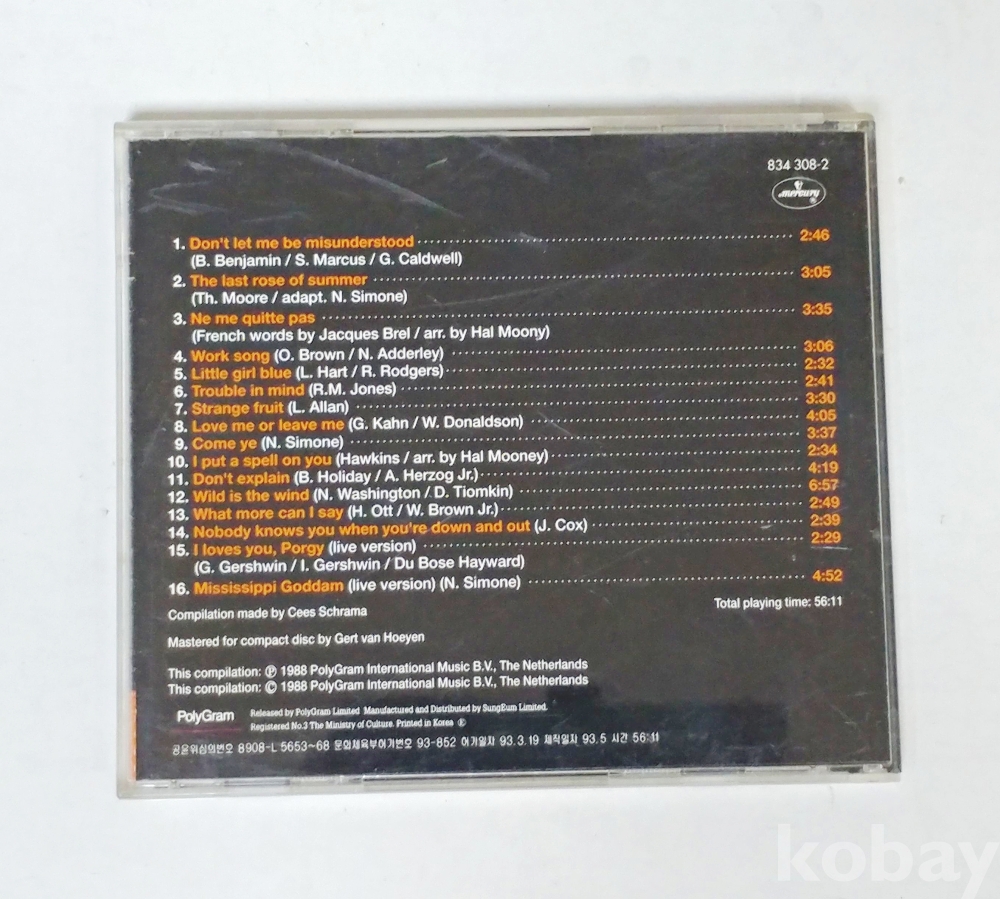 834 308-2
mercury
1. Don't let me be misunderstood 2:46
(B. Benjamin / S. Marcus / G. Caldwell)
2. The last rose of summer 3:05
(Th. Moore / adapt. N. Simone)
3. Ne me quitte pas 3:35
(French words by Jacques Brel / arr. by Hal Moony)
4. Work song (O. Brown / N. Adderley) 3:06
5. Little girl blue (L. Hart / R. Rodgers) 2:32
6. Trouble in mind (R.M. Jones) 2:41
7. Strange fruit (L. Allan) 3:30
8. Love me or leave me (G. Kahn / W. Donaldson) 4:05
9. Come ye (N. Simone) 3:37
10. I put a spell on you (Hawkins / arr. by Hal Mooney) 2:34
11. Don't explain (B. Holiday / A. Herzog Jr.) 4:19
12. Wild is the wind (N. Washington / D. Tiomkin) 6:57
13. What more can I say (H. Ott / W. Brown Jr.) 2:49
14. Nobody knows you when you're down and out (J. Cox) 2:39
15. I loves you, Porgy (live version) 2:29
(G. Gershwin / I. Gershwin / Du Bose Hayward)
16. Mississippi Goddam (live version) (N. Simone) 4:52
Total playing time: 56:11
Compilation made by Cees Schrama
Mastered for compact disc by Gert van Hoeyen
This compilation: ℗ 1988 PolyGram International Music B.V., The Netherlands
This compilation: © 1988 PolyGram International Music B.V., The Netherlands
PolyGram
Released by PolyGram Limited Manufactured and Distributed by SungEum Limited.
Registered No.3 The Ministry of Culture. Printed in Korea
공윤위심의번호 8908-L 5653~68 문화체육부허가번호 93-852 허가일자 93.3.19 제작일자 93.5 시간 56:11
kobay